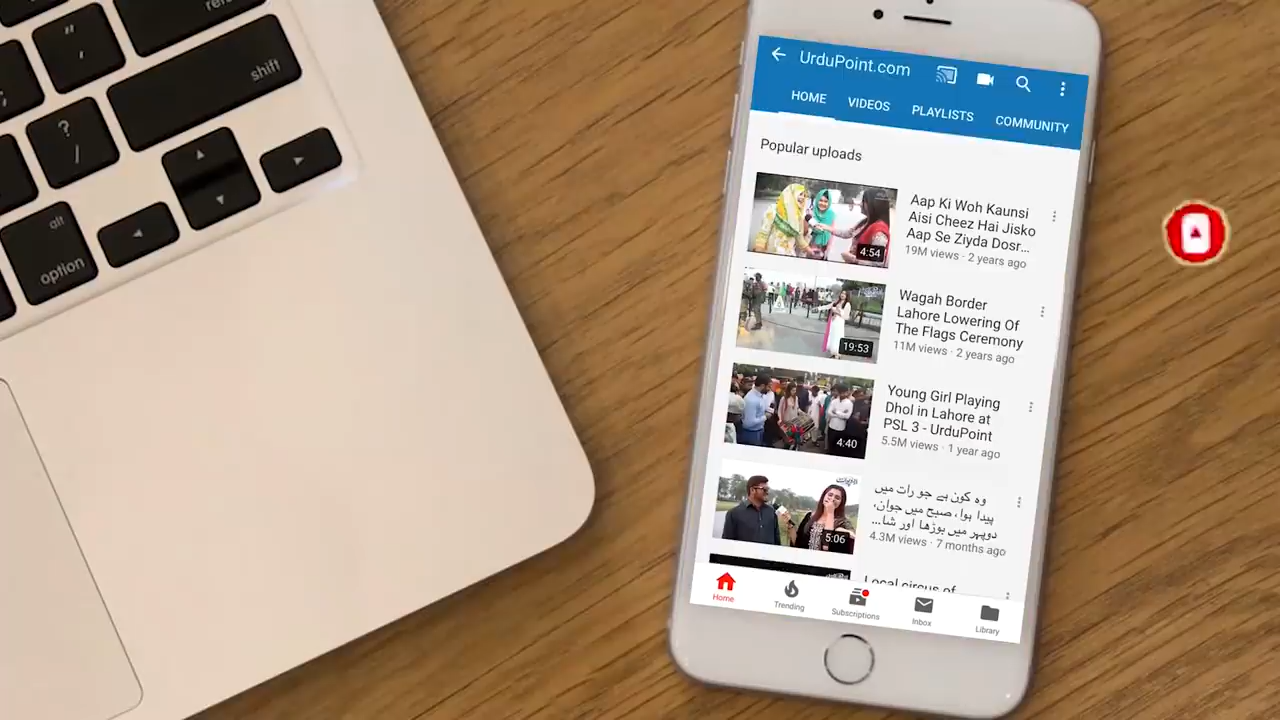 refe
"
,
shift
;
?
/
alt
option
UrduPoint.com
HOME VIDEOS PLAYLISTS COMMUNITY
Popular uploads
Aap Ki Woh Kaunsi
Aisi Cheez Hai Jisko
Aap Se Ziyda Dosr...
19M views · 2 years ago
4:54
Wagah Border
Lahore Lowering Of
The Flags Ceremony
11M views · 2 years ago
19:53
Young Girl Playing
Dhol in Lahore at
PSL 3 - UrduPoint
5.5M views · 1 year ago
4:40
وہ کون ہے جو رات میں
پیدا ہوا، صبح میں جوان،
دوپہر میں بوڑھا اور شا...
4.3M views · 7 months ago
5:06
Local circus of
Home Trending Subscriptions Inbox Library